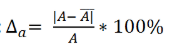 : Δₐ = |A − A̅| / A * 100%